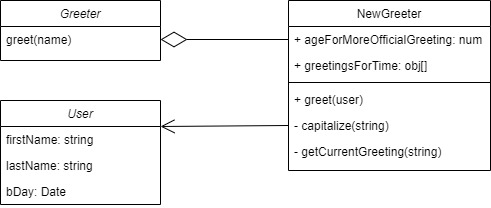 Greeter
greet(name)
NewGreeter
+ ageForMoreOfficialGreeting: num
+ greetingsForTime: obj[]
+ greet(user)
- capitalize(string)
- getCurrentGreeting(string)
User
firstName: string
lastName: string
bDay: Date